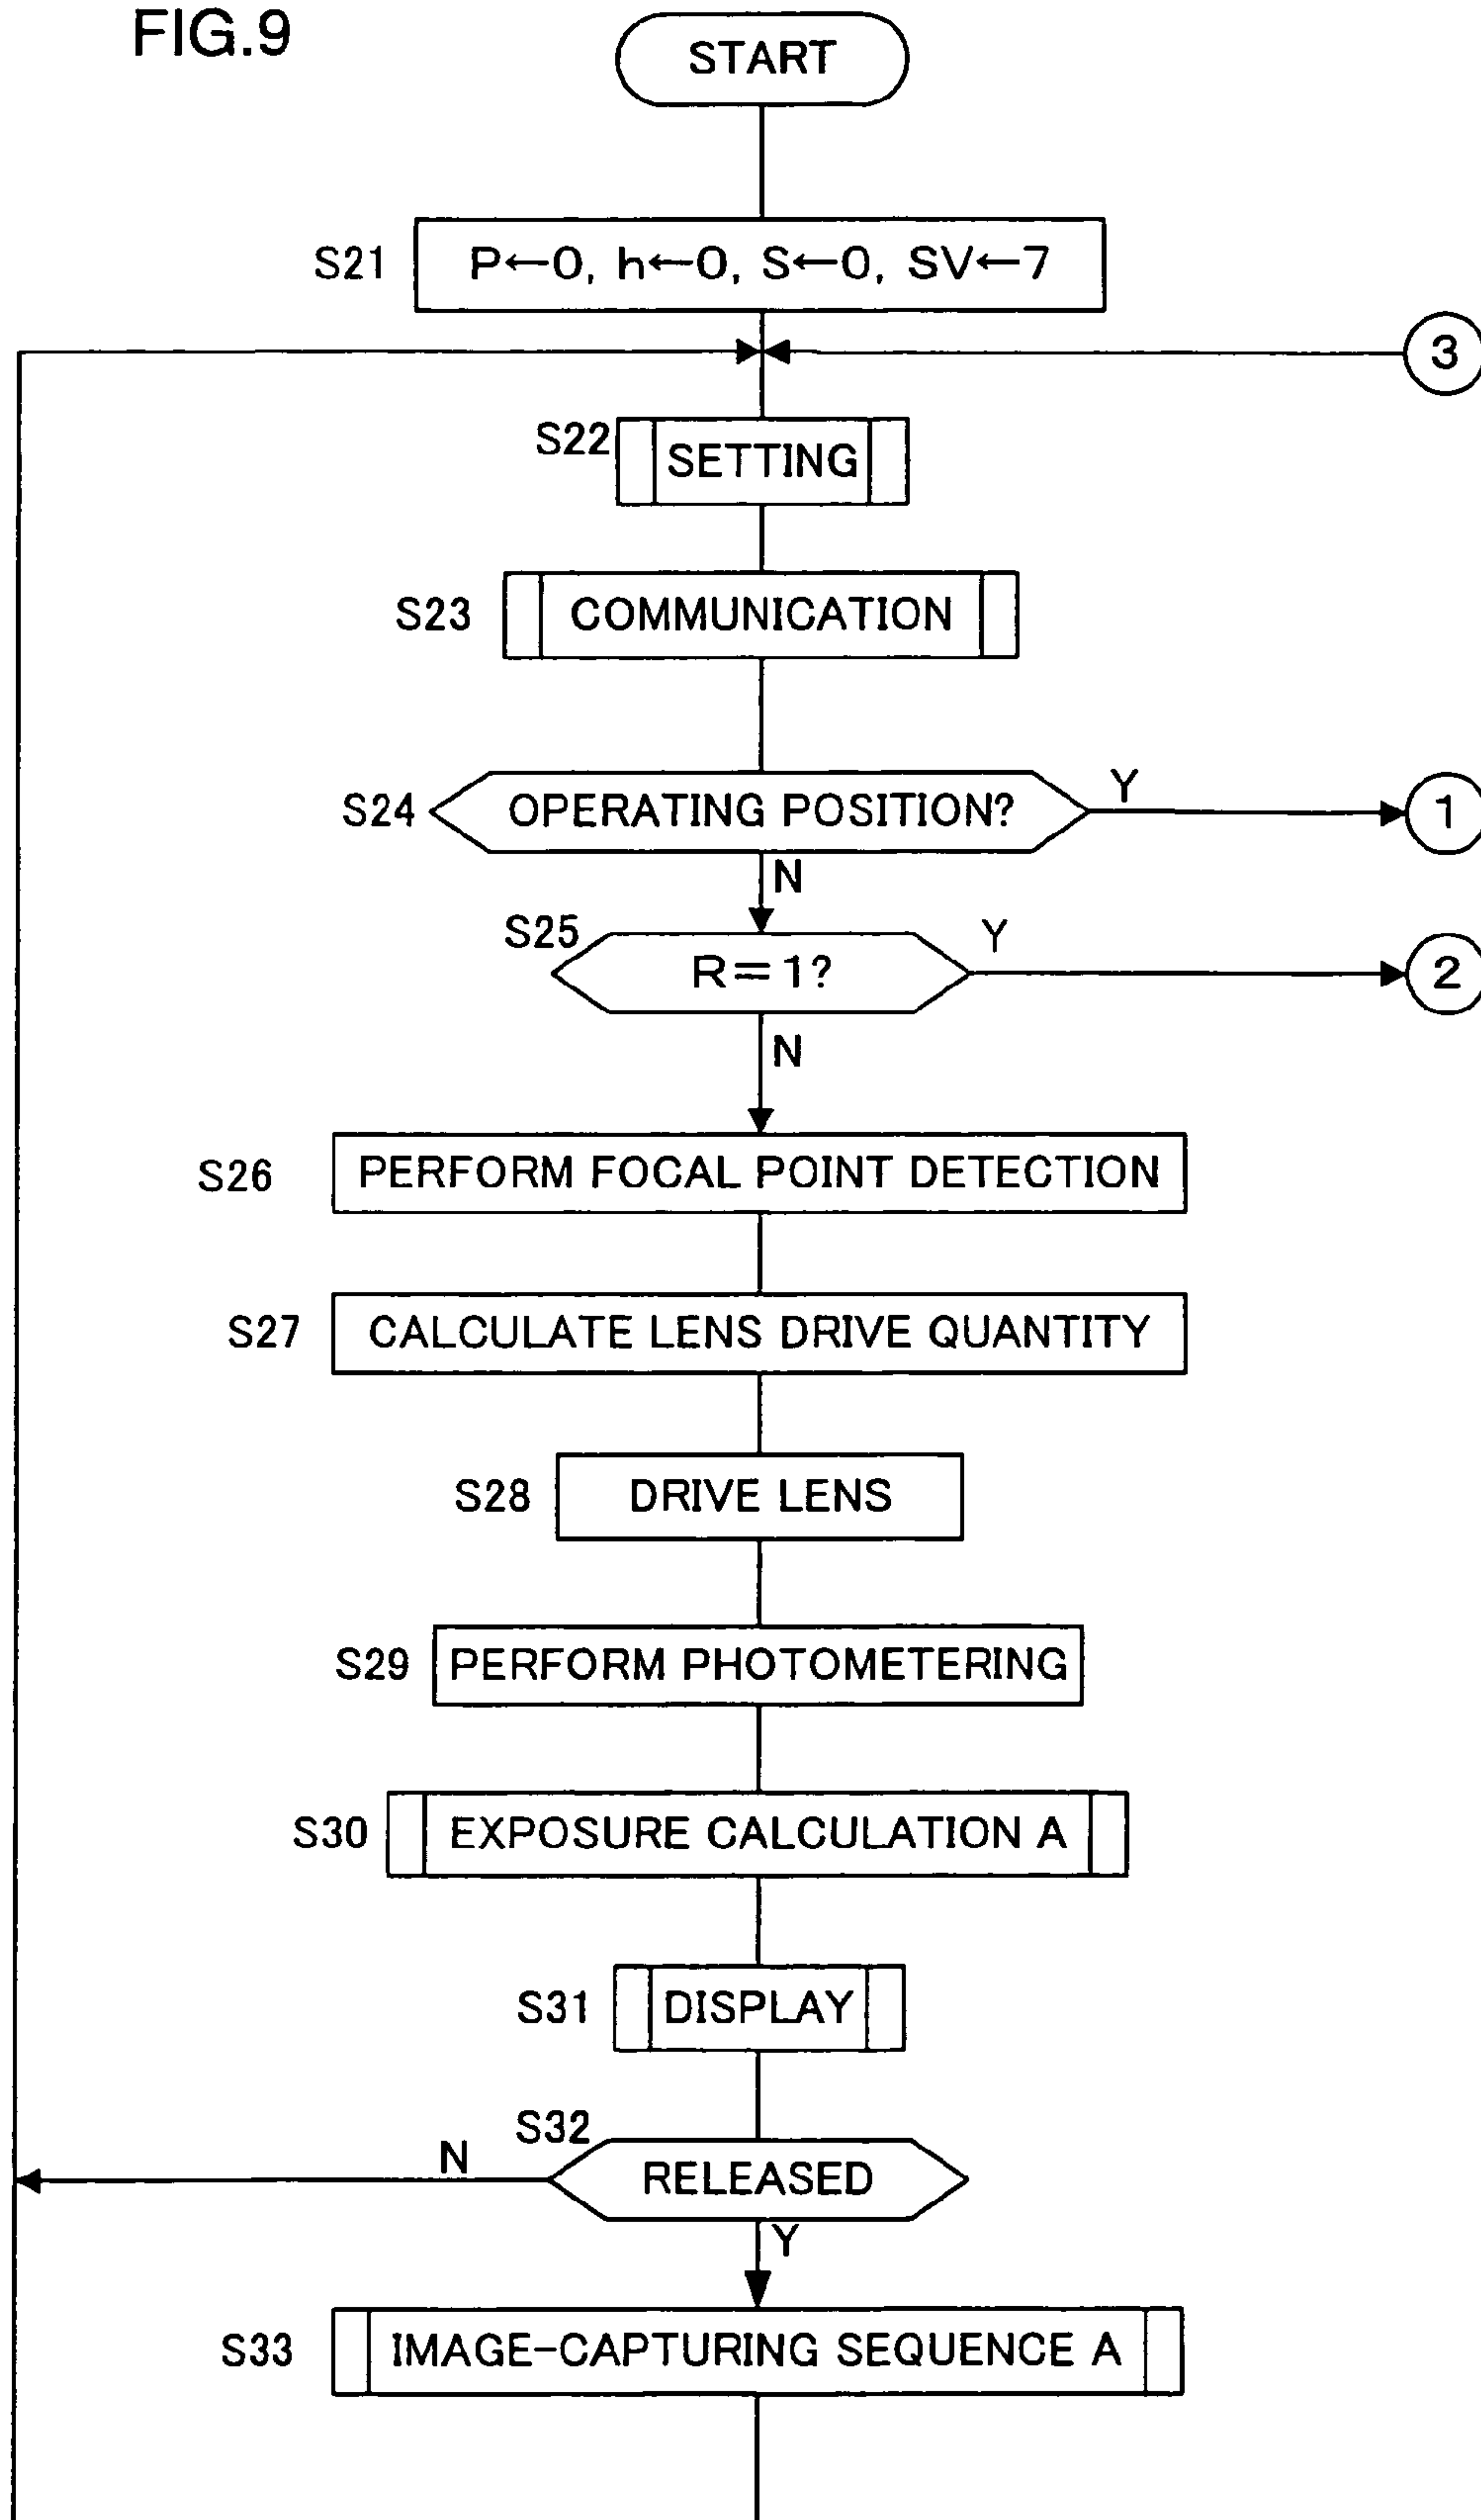 FIG.9
START
S21
P←0, h←0, S←0, SV←7
3
S22
SETTING
S23
COMMUNICATION
S24
OPERATING POSITION?
Y
1
N
S25
R=1?
Y
2
N
S26
PERFORM FOCAL POINT DETECTION
S27
CALCULATE LENS DRIVE QUANTITY
S28
DRIVE LENS
S29
PERFORM PHOTOMETERING
S30
EXPOSURE CALCULATION A
S31
DISPLAY
S32
N
RELEASED
Y
S33
IMAGE-CAPTURING SEQUENCE A